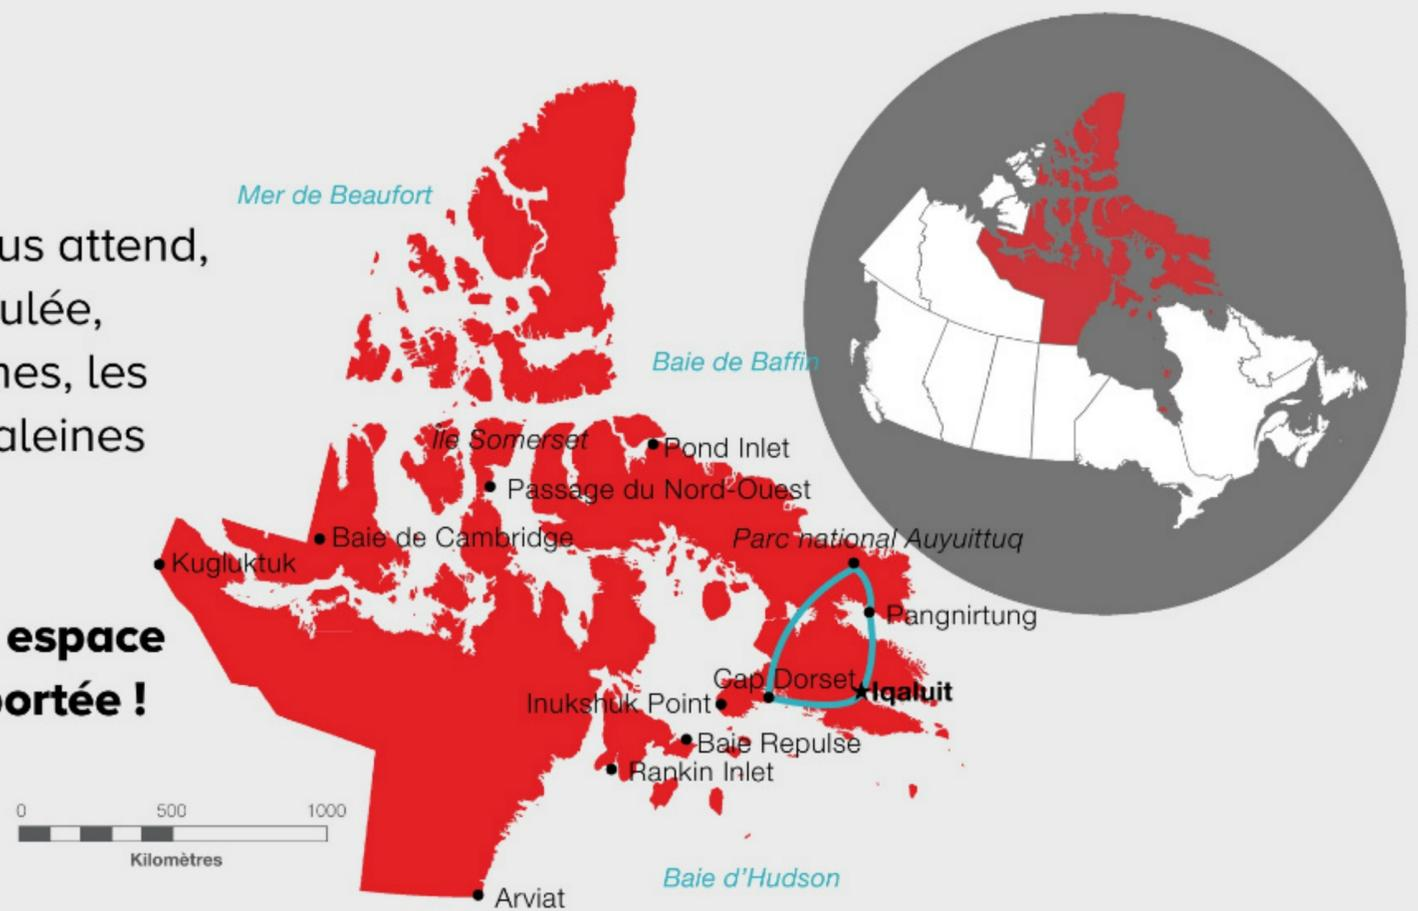 Mer de Beaufort
us attend,
ulée,
nes, les
aleines
espace
portée !
Baie de Baffin
Île Somerset
Pond Inlet
Passage du Nord-Ouest
Baie de Cambridge
Parc national Auyuittuq
Kugluktuk
Pangnirtung
Cap Dorset
Iqaluit
Inukshuk Point
Baie Repulse
Rankin Inlet
0 500 1000
Kilomètres
Baie d'Hudson
Arviat